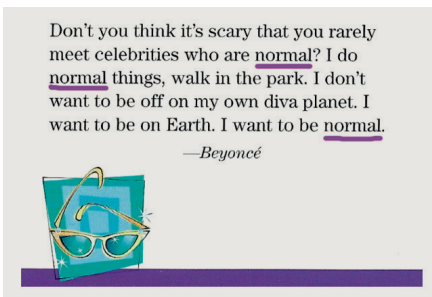 Don't you think it's scary that you rarely
meet celebrities who are normal? I do
normal things, walk in the park. I don't
want to be off on my own diva planet. I
want to be on Earth. I want to be normal.
—Beyoncé